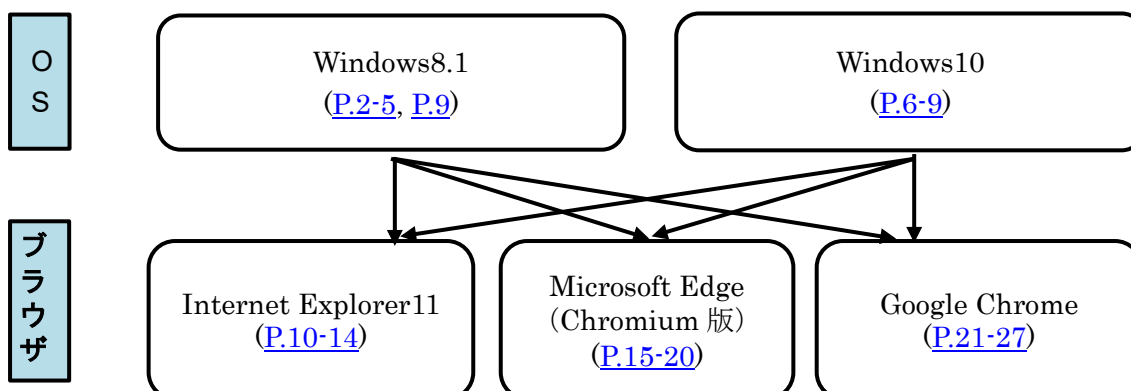 OS
Windows8.1
(P.2-5, P.9)
Windows10
(P.6-9)
ブラウザ
Internet Explorer11
(P.10-14)
Microsoft Edge
（Chromium 版）
(P.15-20)
Google Chrome
(P.21-27)